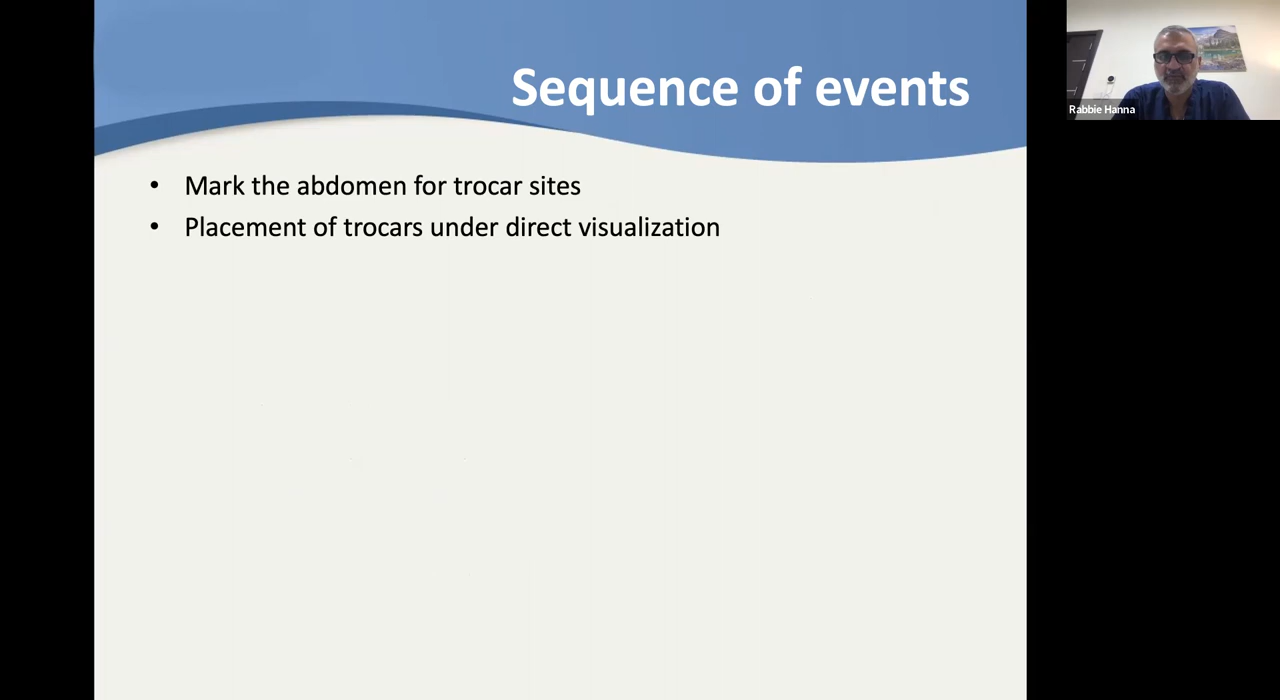 Sequence of events
Rabbie Hanna
• Mark the abdomen for trocar sites
• Placement of trocars under direct visualization